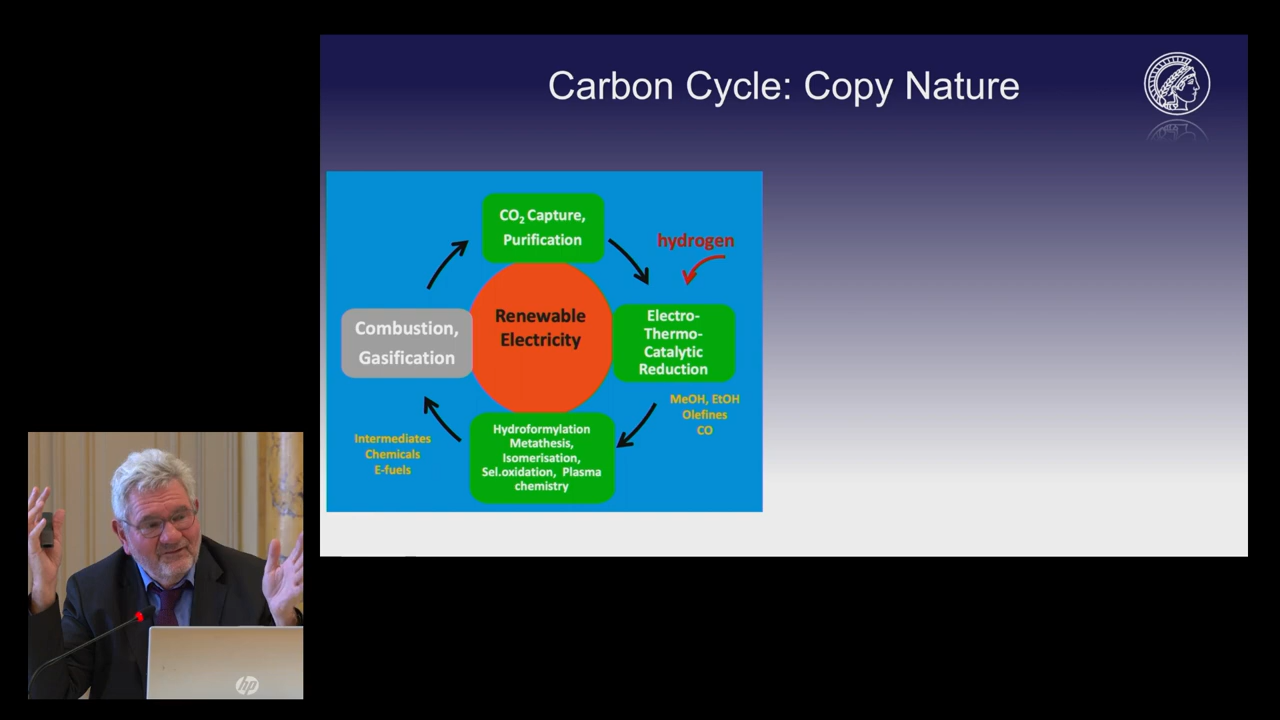 Carbon Cycle: Copy Nature
CO₂ Capture,
Purification
hydrogen
Renewable
Electricity
Combustion,
Gasification
Electro-
Thermo-
Catalytic
Reduction
MeOH, EtOH
Olefines
CO
Hydroformylation
Metathesis,
Isomerisation,
Sel.oxidation, Plasma
chemistry
Intermediates
Chemicals
E-fuels
hp